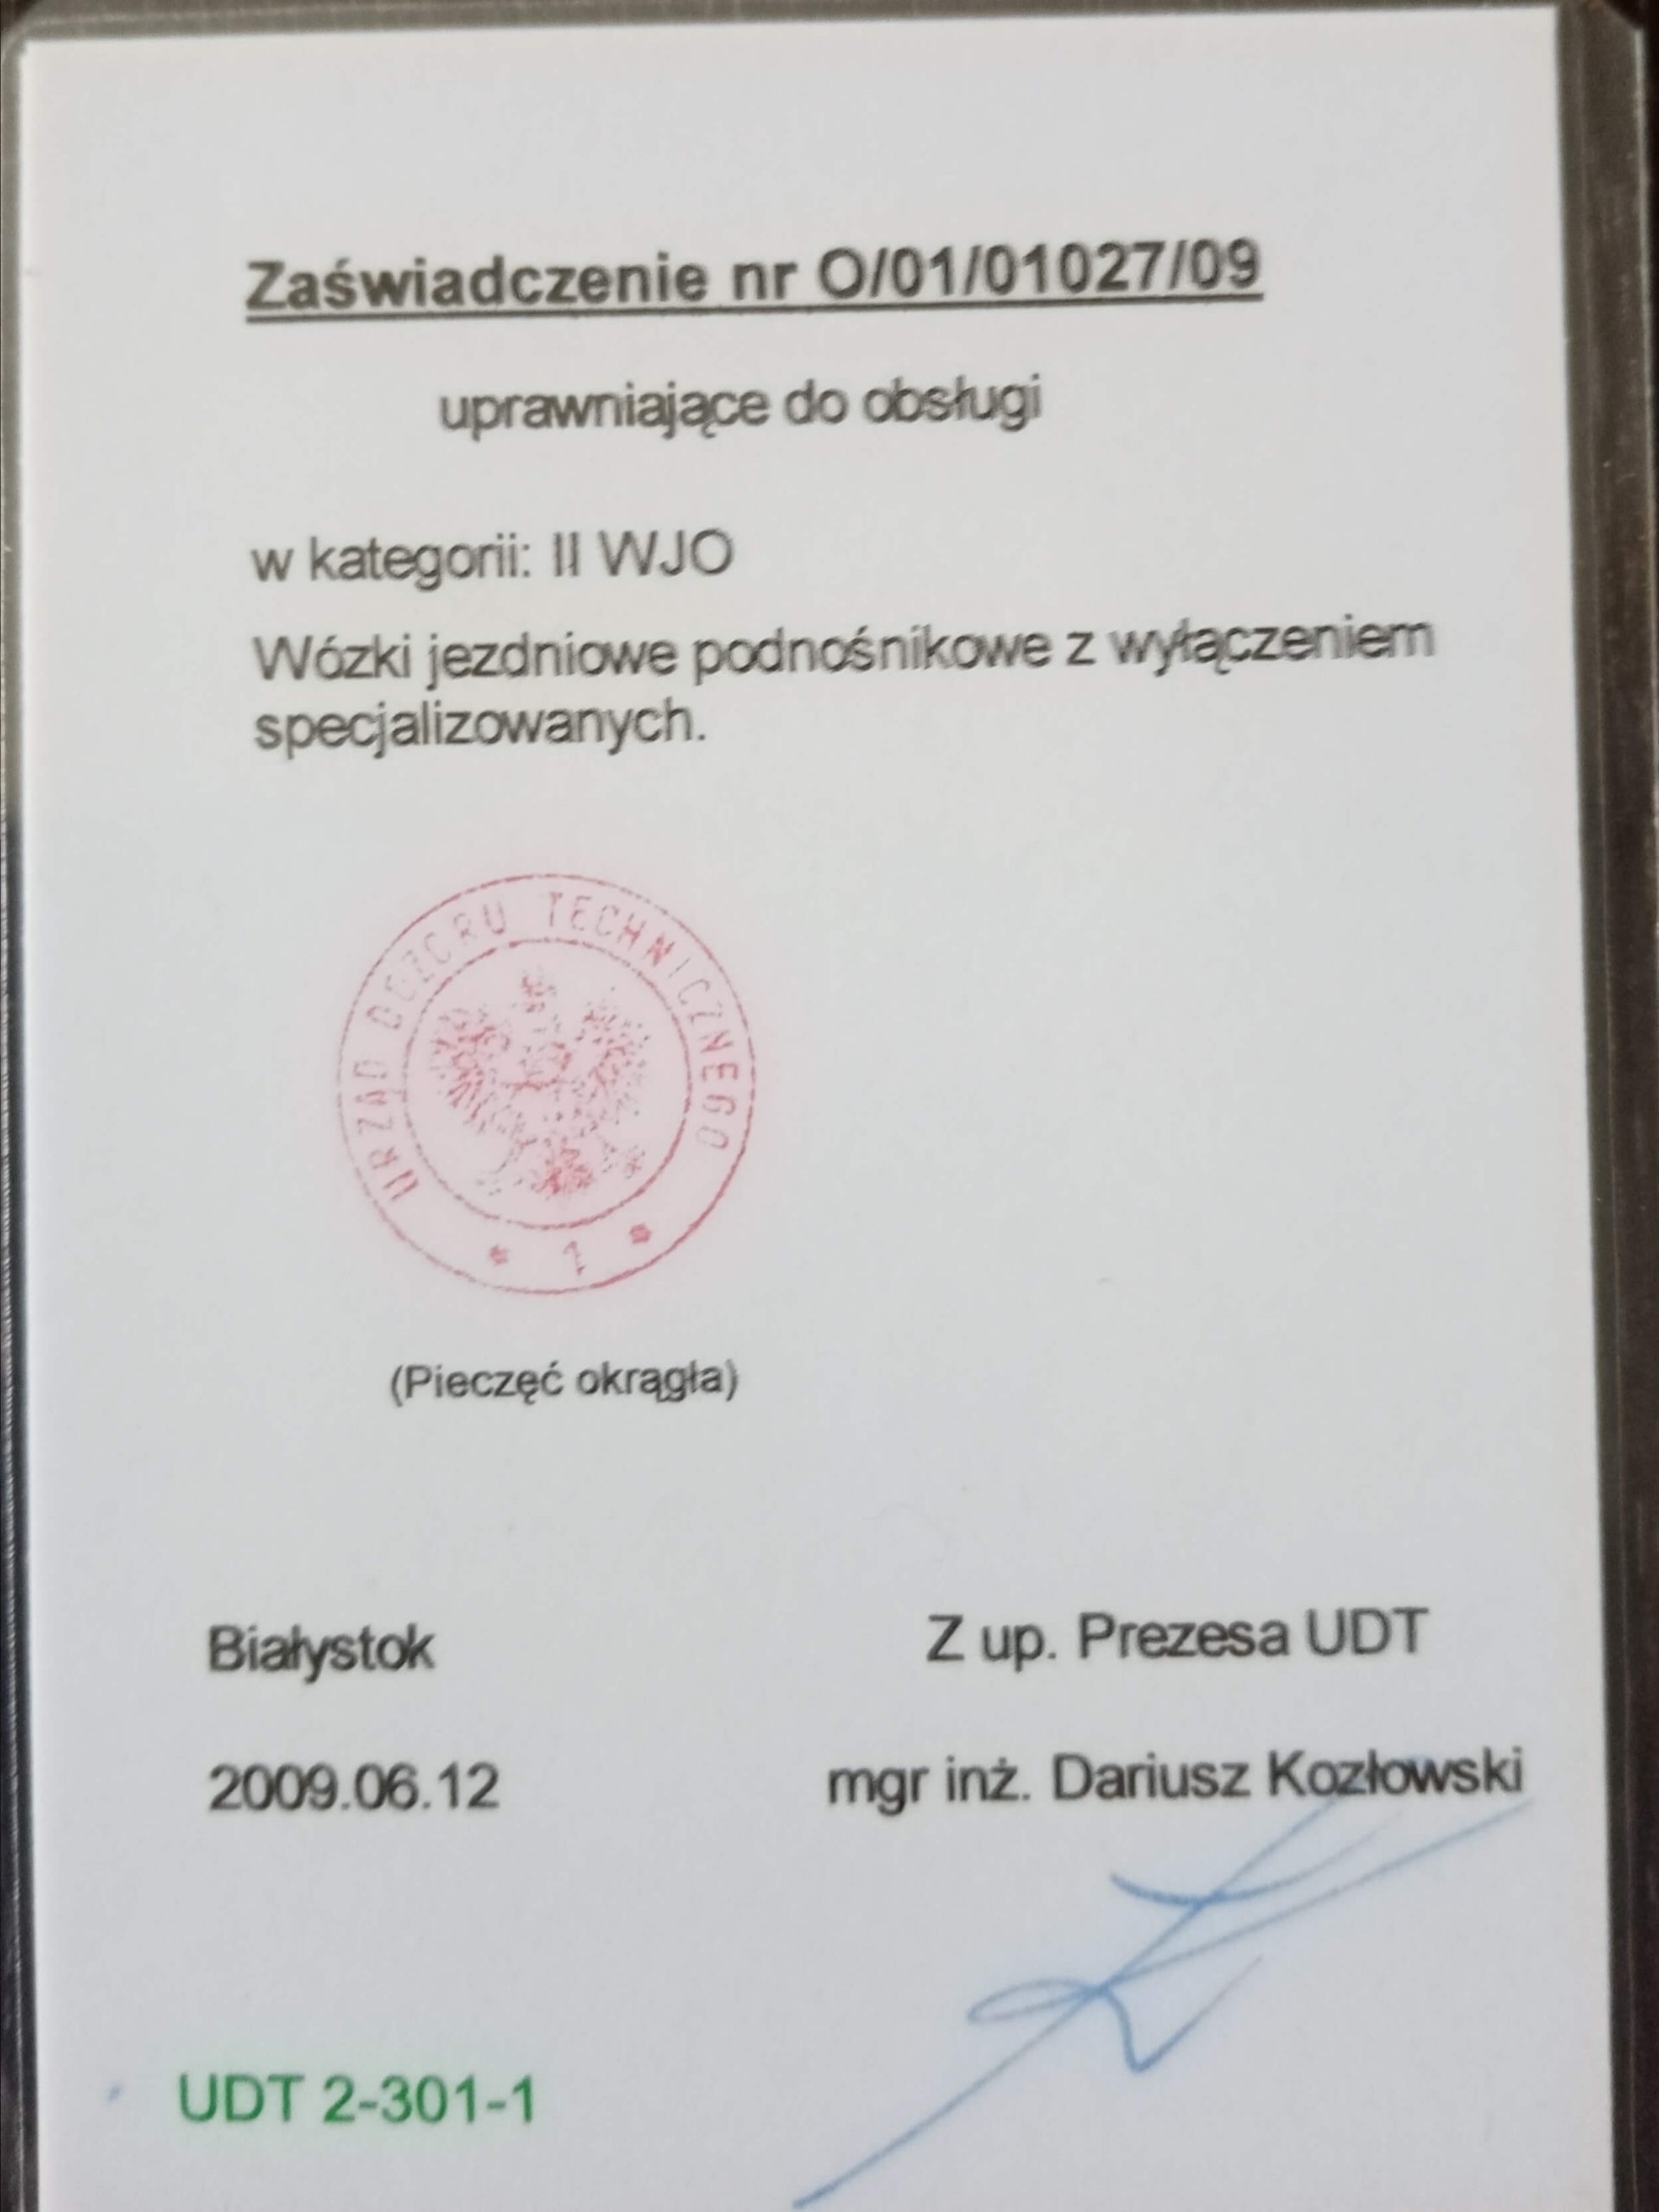 Zaświadczenie nr O/01/01027/09
uprawniające do obsługi
w kategorii: II WJO
Wózki jezdniowe podnośnikowe z wyłączeniem
specjalizowanych.
URZĄD DOZORU TECHNICZNEGO
* 1 *
(Pieczęć okrągła)
Białystok
Z up. Prezesa UDT
2009.06.12
mgr inż. Dariusz Kozłowski
UDT 2-301-1